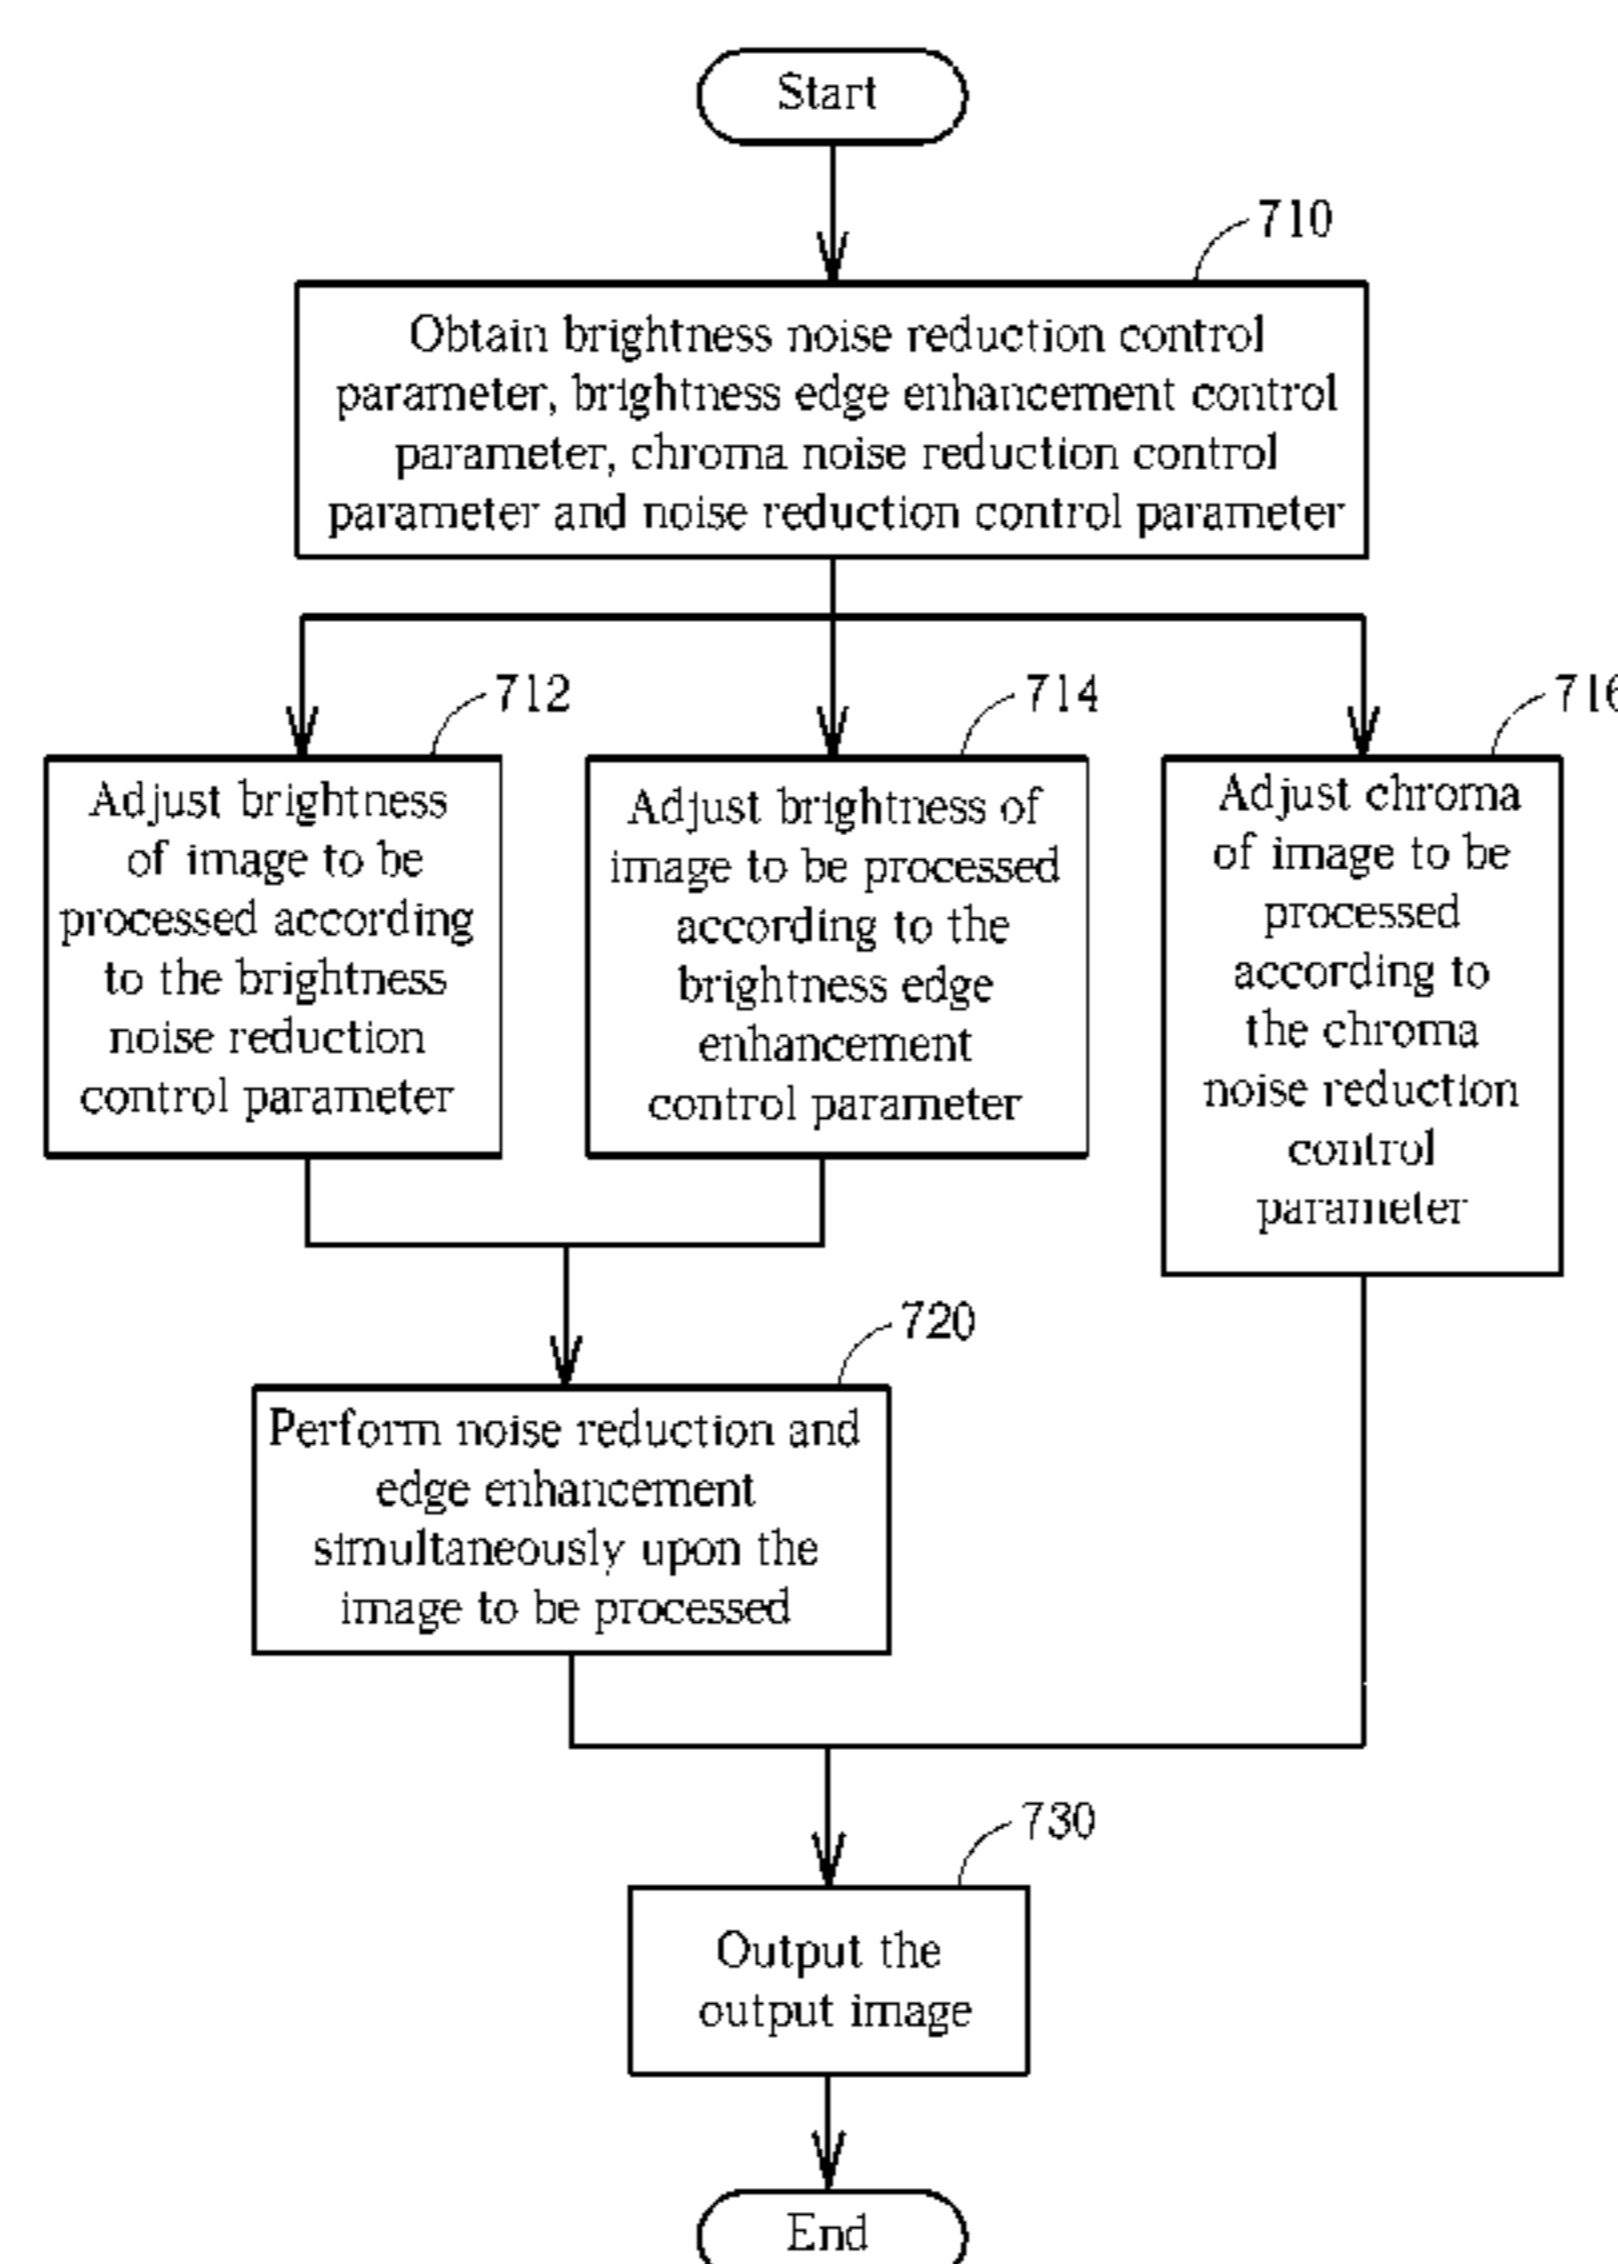 Start
710
Obtain brightness noise reduction control
parameter, brightness edge enhancement control
parameter, chroma noise reduction control
parameter and noise reduction control parameter
712
Adjust brightness
of image to be
processed according
to the brightness
noise reduction
control parameter
714
Adjust brightness of
image to be processed
according to the
brightness edge
enhancement
control parameter
716
Adjust chroma
of image to be
processed
according to
the chroma
noise reduction
control
parameter
720
Perform noise reduction and
edge enhancement
simultaneously upon the
image to be processed
730
Output the
output image
End